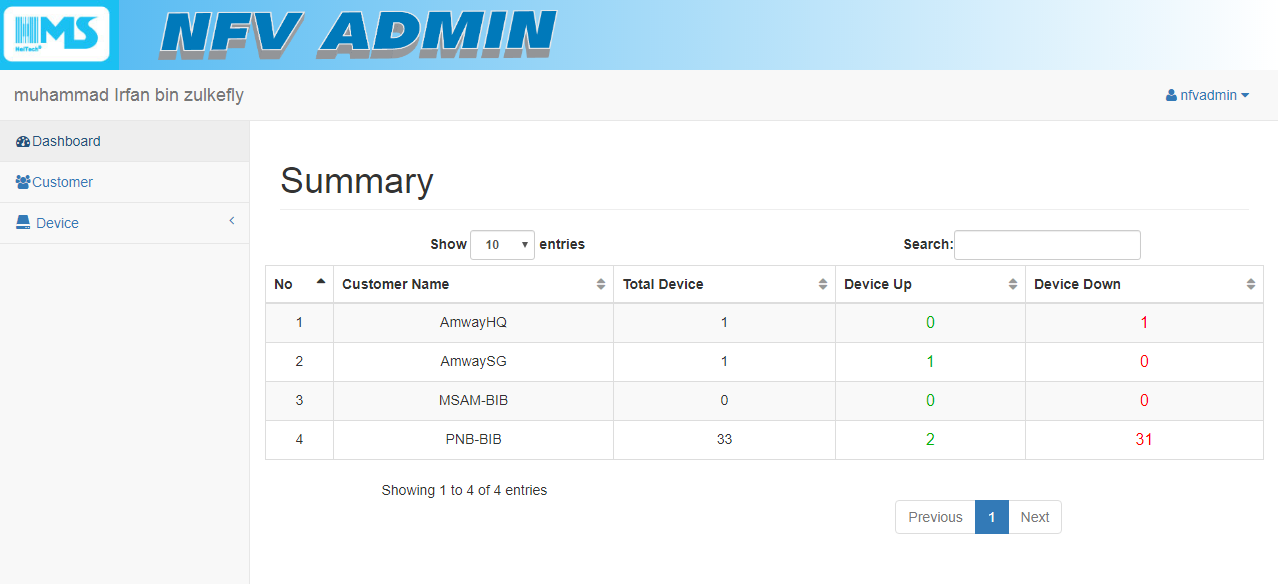 HMS
HeiTech
NFV ADMIN
muhammad Irfan bin zulkefly
nfvadmin
Dashboard
Customer
Device
Summary
Show 10 entries
Search:
No Customer Name Total Device Device Up Device Down
1 AmwayHQ 1 0 1
2 AmwaySG 1 1 0
3 MSAM-BIB 0 0 0
4 PNB-BIB 33 2 31
Showing 1 to 4 of 4 entries
Previous 1 Next